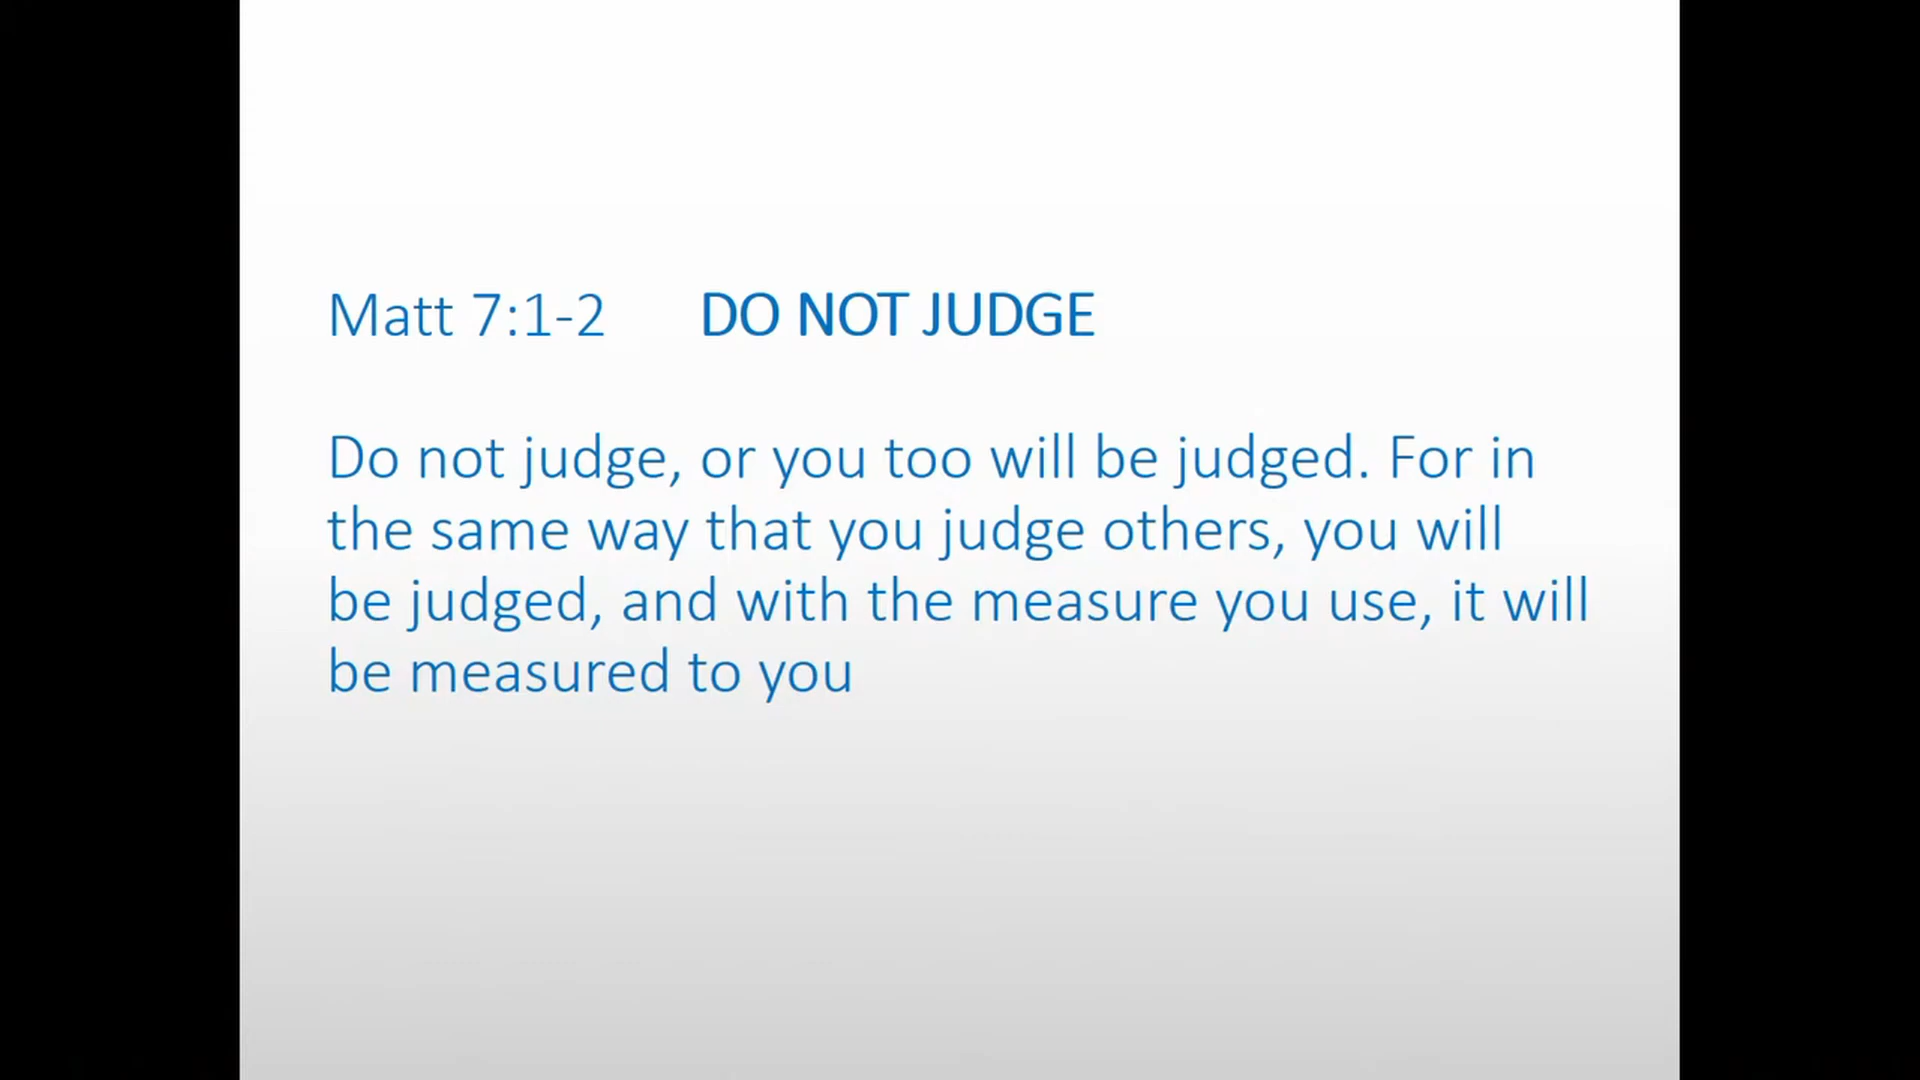 Matt 7:1-2 DO NOT JUDGE
Do not judge, or you too will be judged. For in
the same way that you judge others, you will
be judged, and with the measure you use, it will
be measured to you